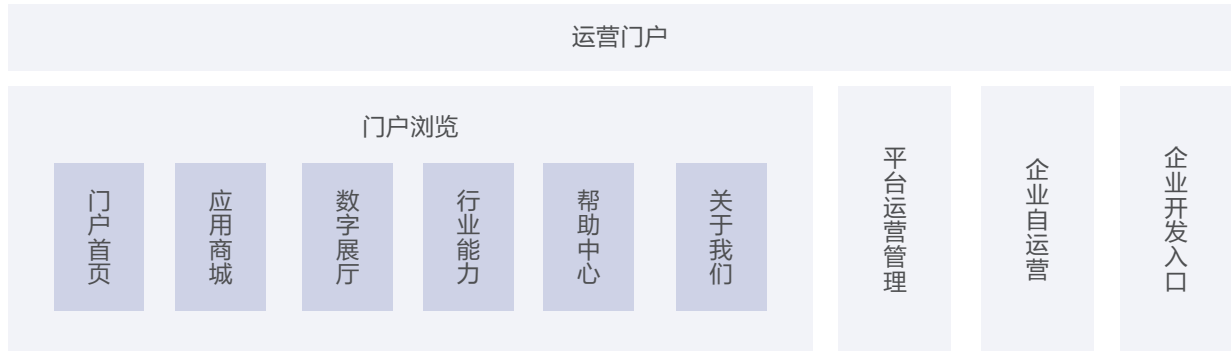 运营门户
门户浏览
门户首页
应用商城
数字展厅
行业能力
帮助中心
关于我们
平台运营管理
企业自运营
企业开发入口